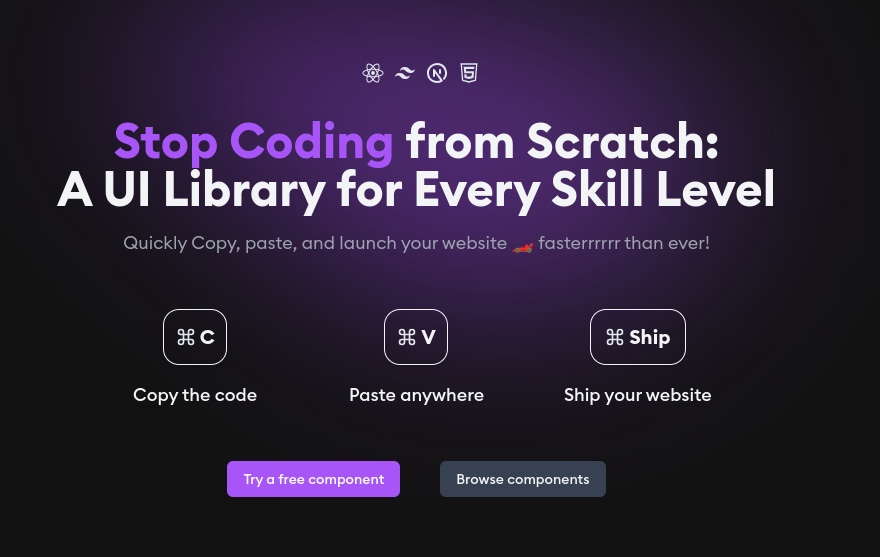 Stop Coding from Scratch:
A UI Library for Every Skill Level
Quickly Copy, paste, and launch your website 🏎️ fasterrrrrr than ever!
⌘ C
⌘ V
⌘ Ship
Copy the code
Paste anywhere
Ship your website
Try a free component
Browse components